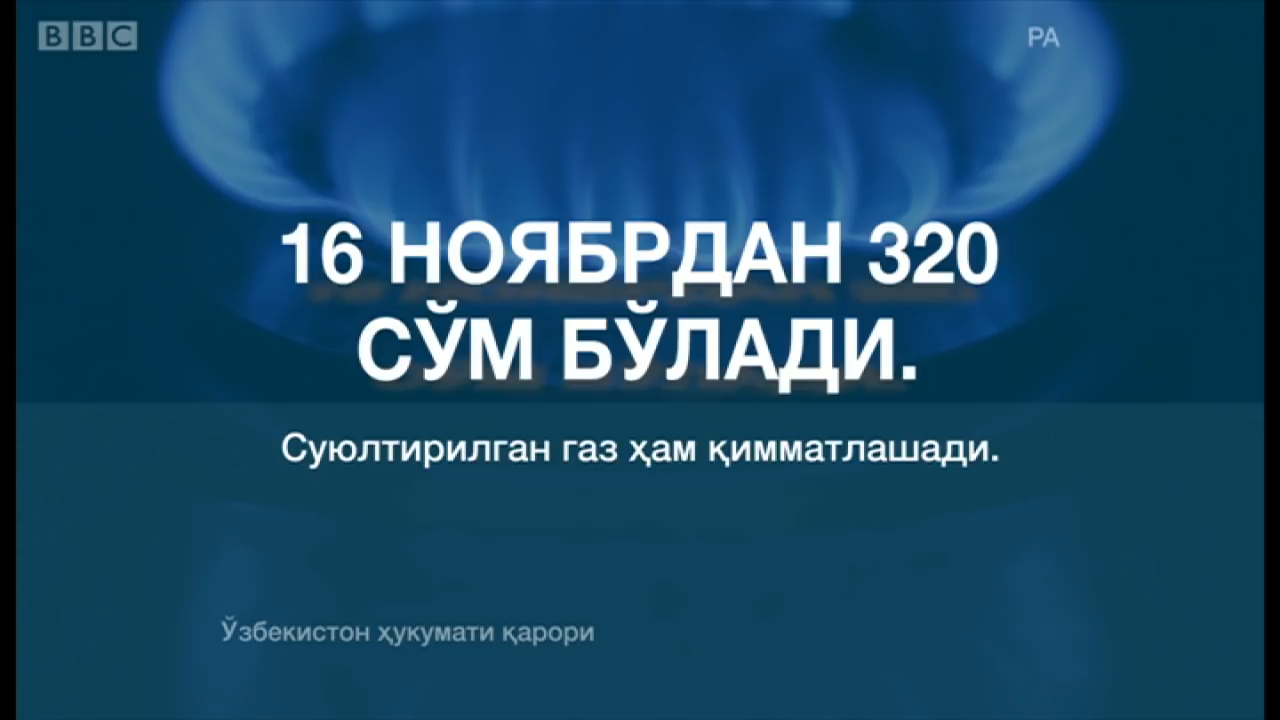 BBC
PA
16 НОЯБРДАН 320
СЎМ БЎЛАДИ.
Суюлтирилган газ ҳам қимматлашади.
Ўзбекистон ҳукумати қарори